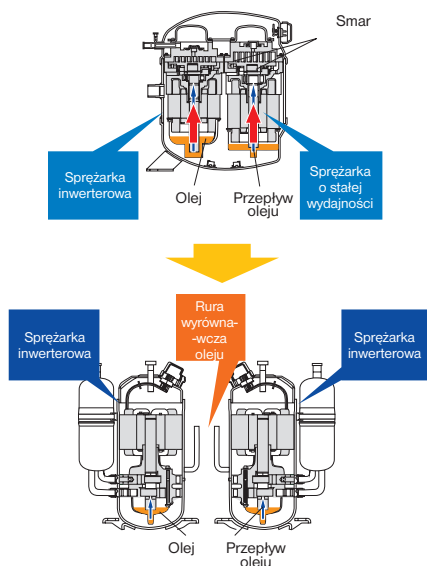 Smar
Sprężarka
inwerterowa
Olej
Przepływ
oleju
Sprężarka
o stałej
wydajności
Rura
wyrówna-
-wcza
oleju
Sprężarka
inwerterowa
Sprężarka
inwerterowa
Olej
Przepływ
oleju